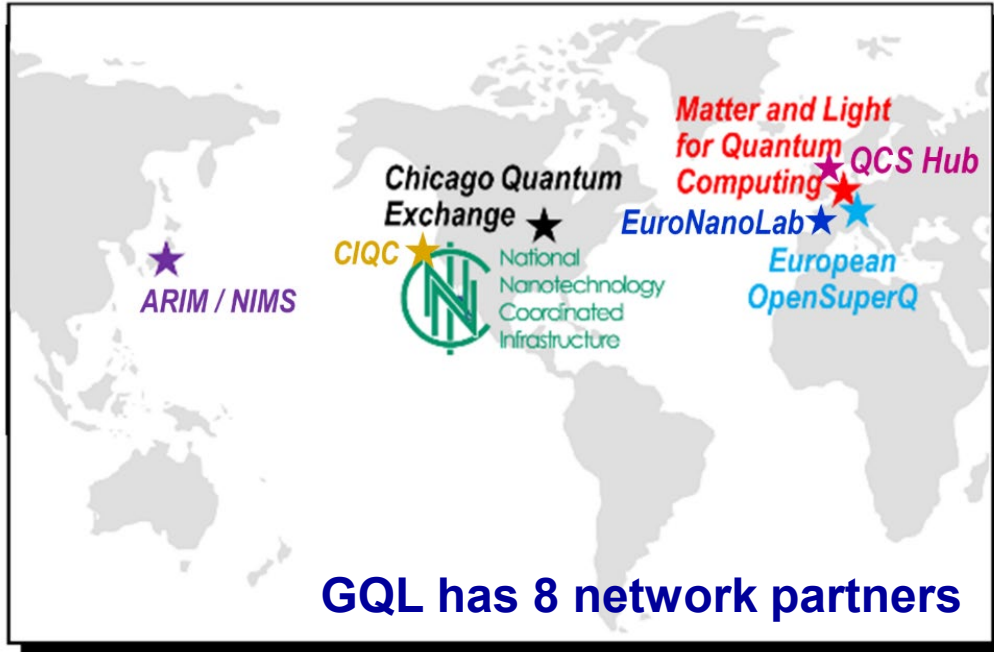 Matter and Light
for Quantum
Computing
QCS Hub
Chicago Quantum
Exchange
EuroNanoLab
CIQC
National
Nanotechnology
Coordinated
Infrastructure
European
OpenSuperQ
ARIM / NIMS
NNCI
GQL has 8 network partners